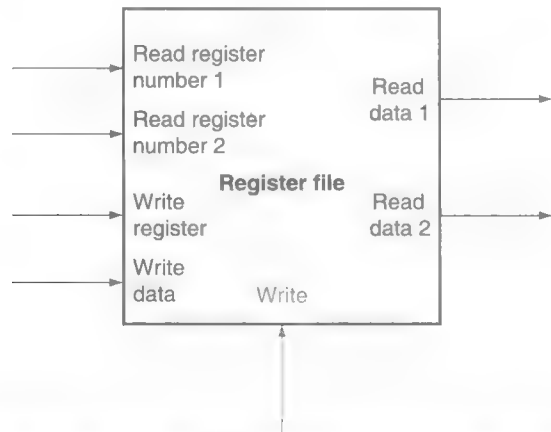 Read register
number 1
Read
data 1
Read register
number 2
Register file
Write
register
Read
data 2
Write
data
Write